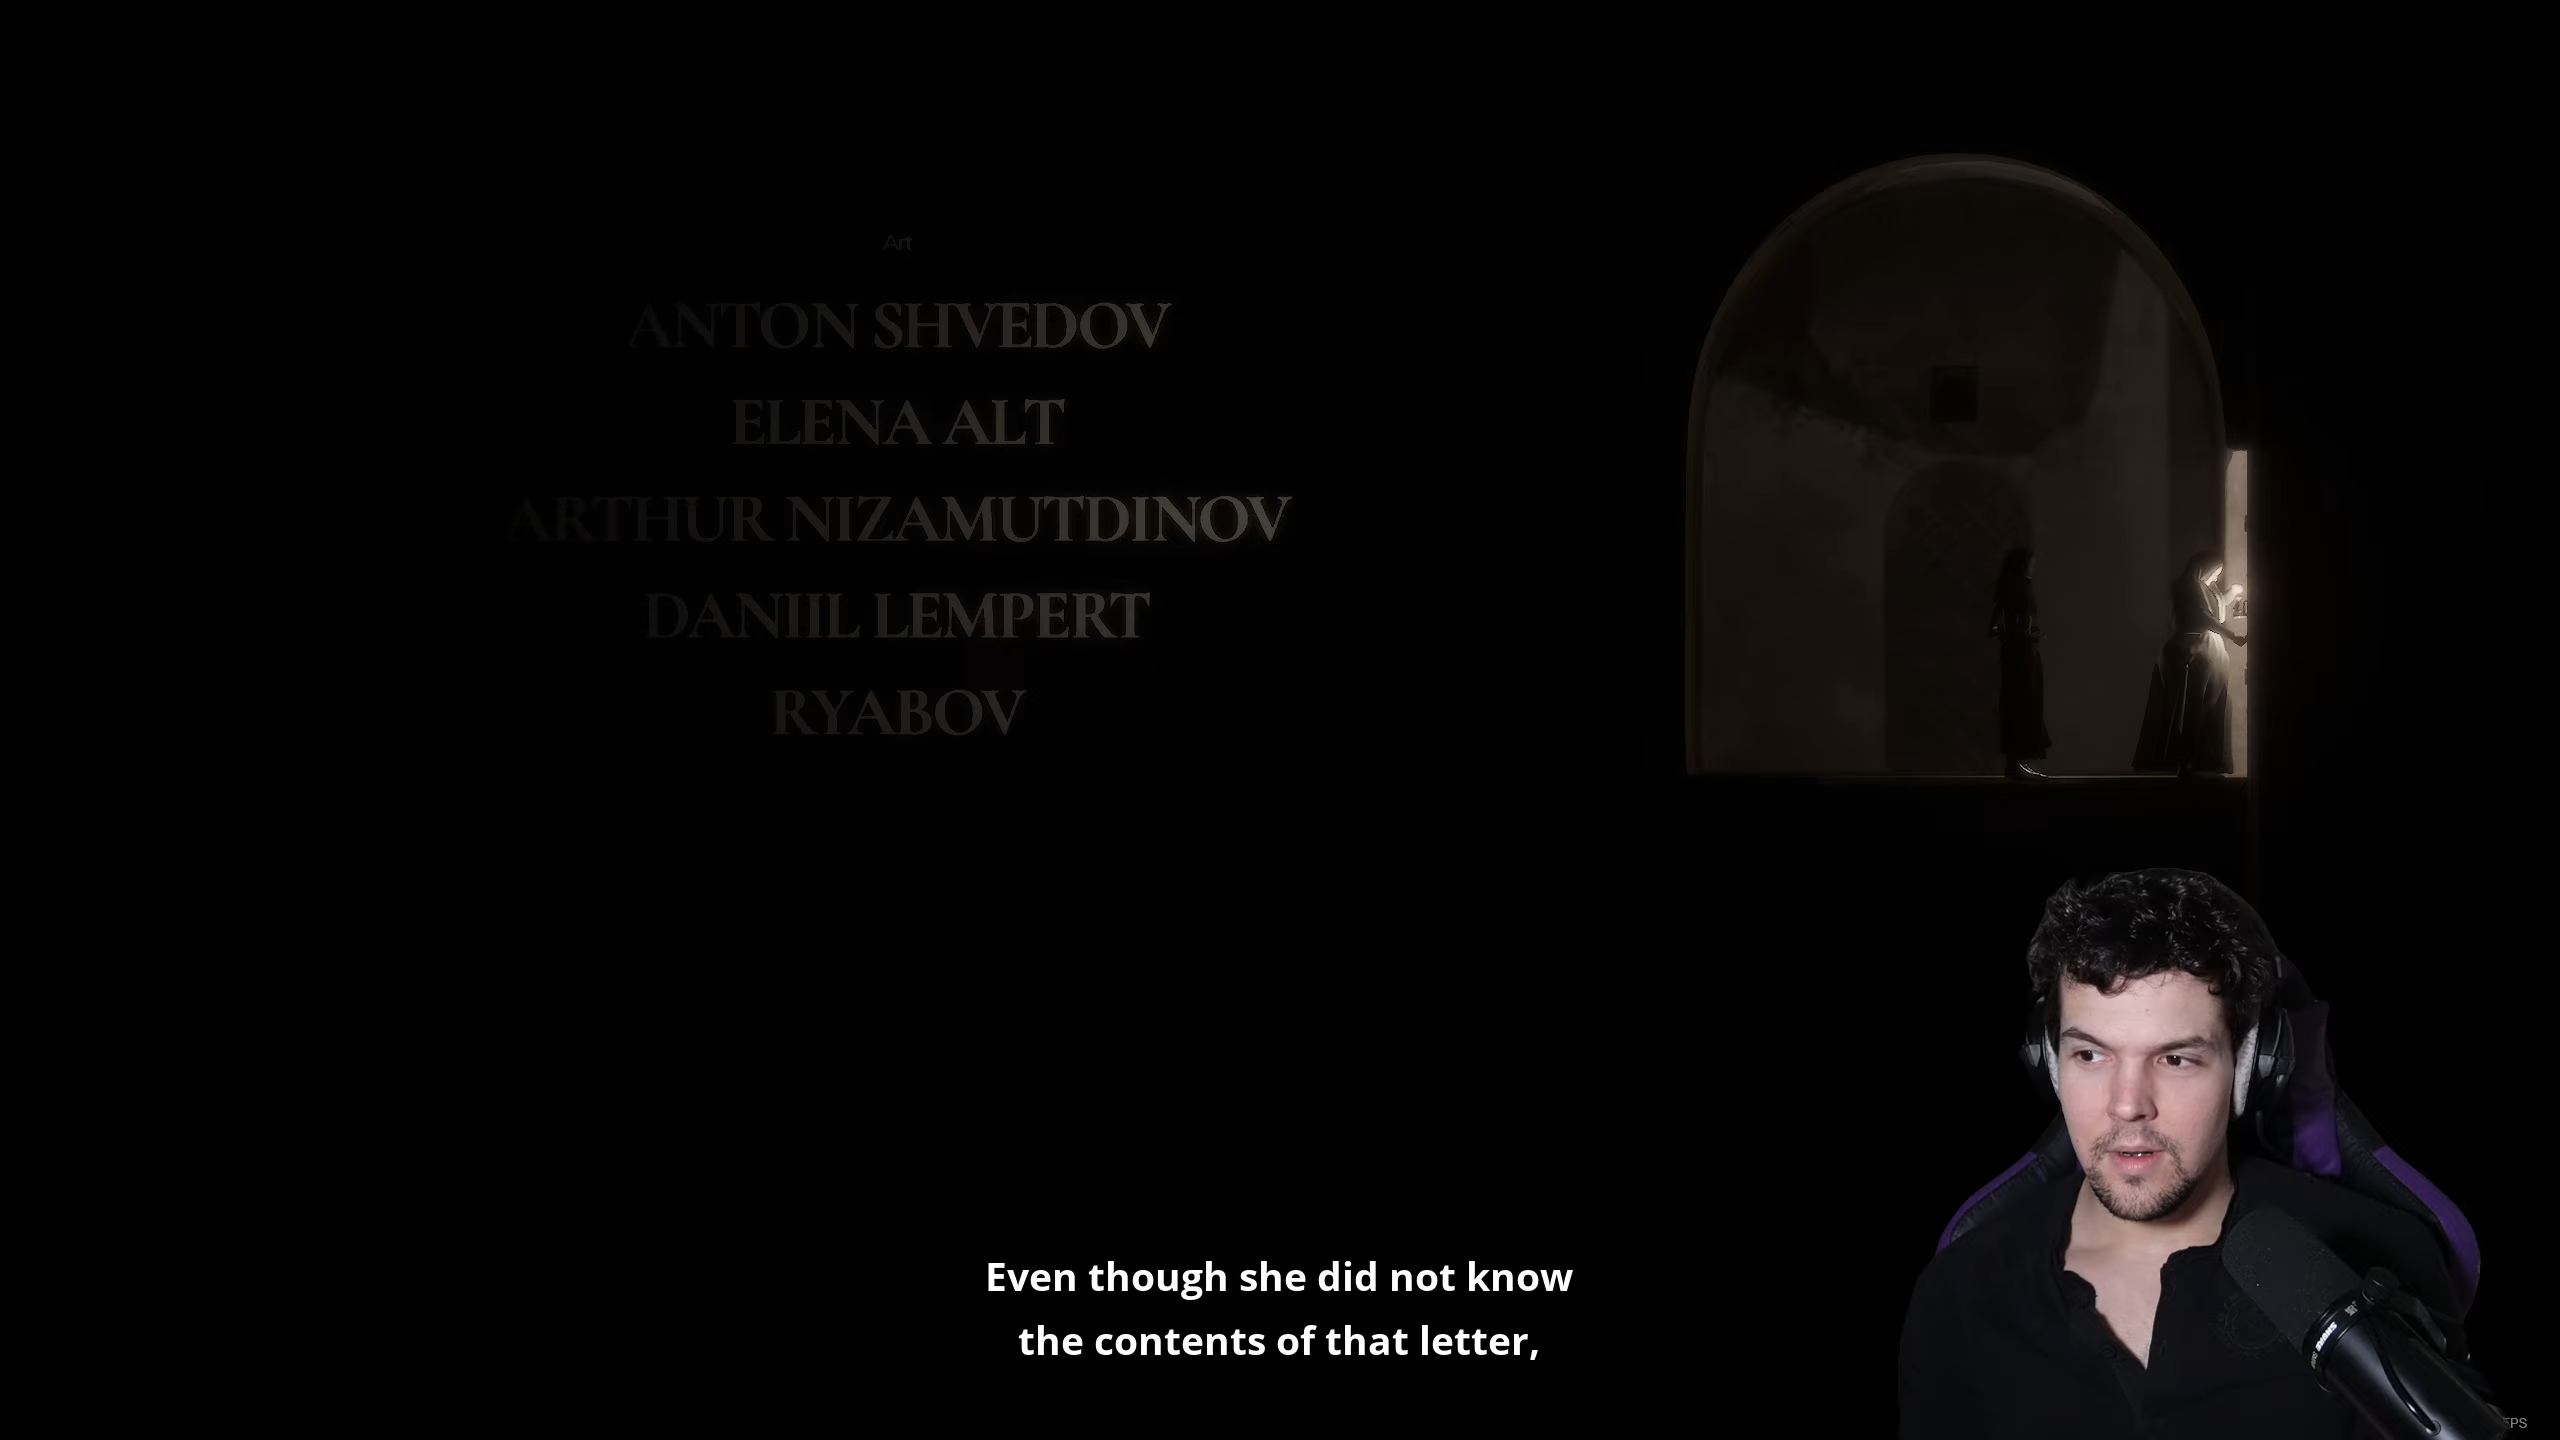 Art
ANTON SHVEDOV
ELENA ALT
ARTHUR NIZAMUTDINOV
DANIIL LEMPERT
RYABOV
Even though she did not know
the contents of that letter,
FPS